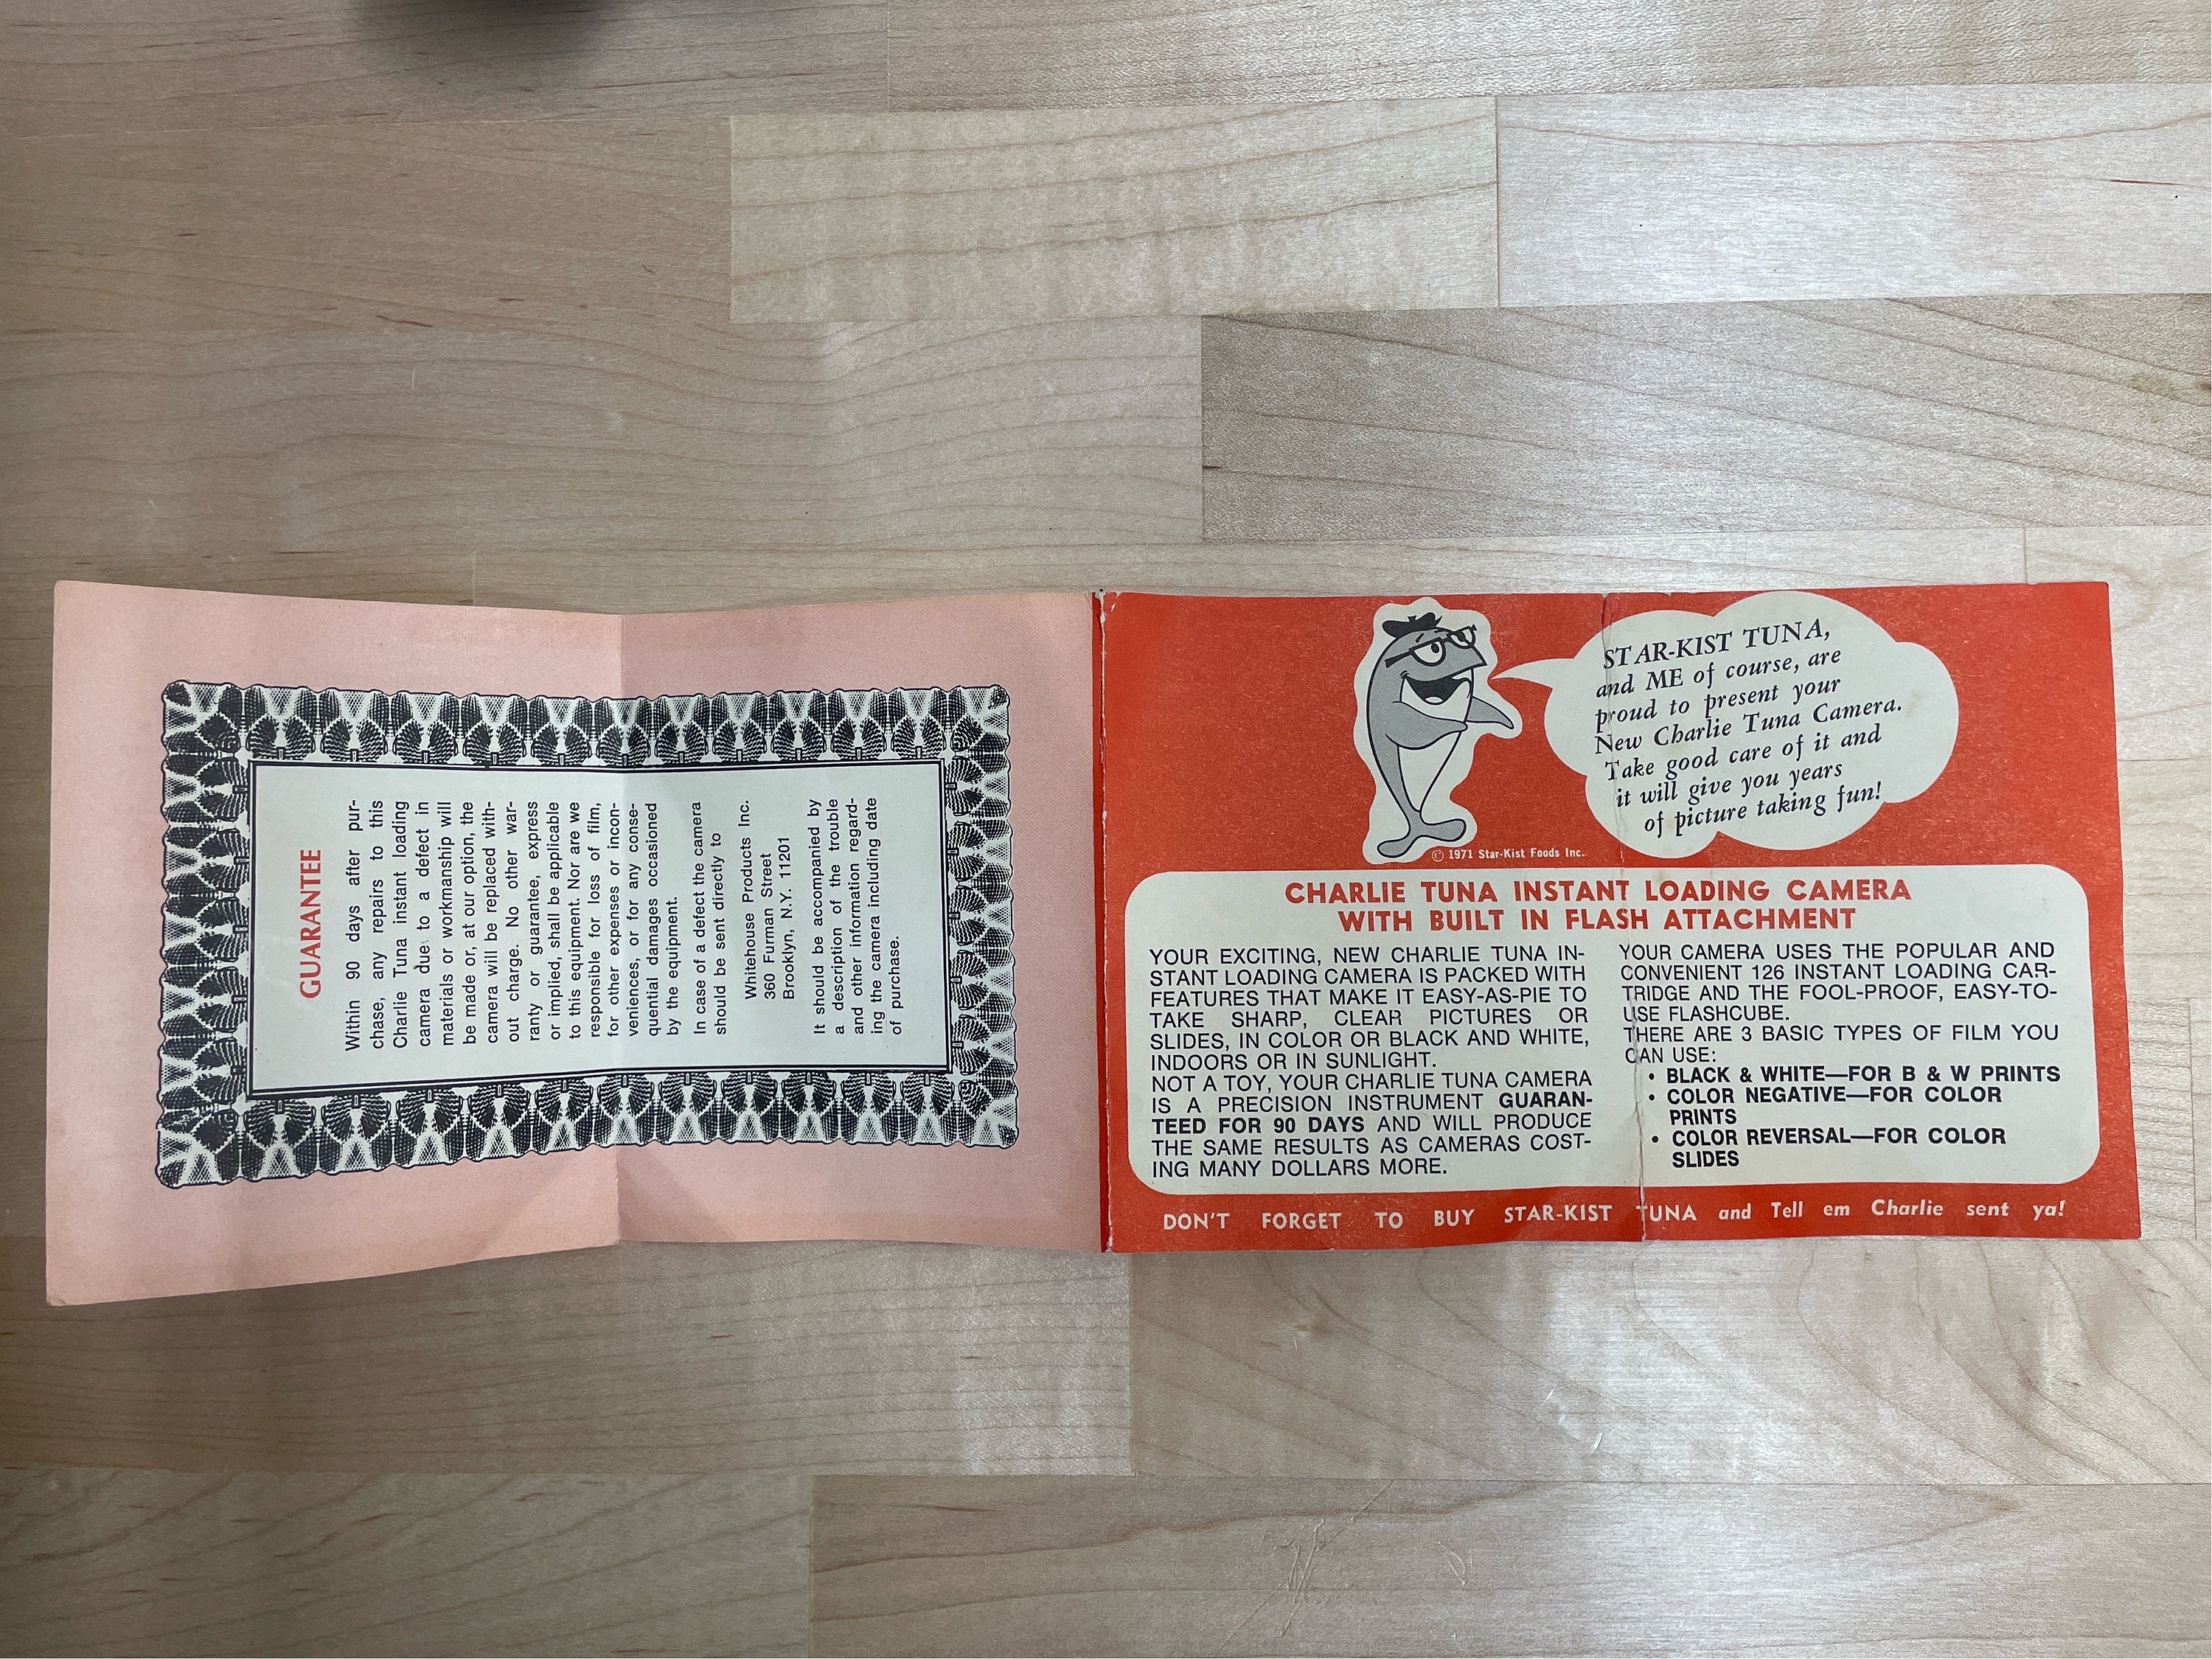 GUARANTEE
Within 90 days after pur-
chase, any repairs to this
Charlie Tuna instant loading
camera due to a defect in
materials or workmanship will
be made or, at our option, the
camera will be replaced with-
out charge. No other war-
ranty or guarantee, express
or implied, shall be applicable
to this equipment. Nor are we
responsible for loss of film,
for other expenses or incon-
veniences, or for any conse-
quential damages occasioned
by the equipment.
In case of a defect the camera
should be sent directly to
Whitehouse Products Inc.
360 Furman Street
Brooklyn, N.Y. 11201
It should be accompanied by
a description of the trouble
and other information regard-
ing the camera including date
of purchase.
STAR-KIST TUNA,
and ME of course, are
proud to present your
New Charlie Tuna Camera.
Take good care of it and
it will give you years
of picture taking fun!
© 1971 Star-Kist Foods Inc.
CHARLIE TUNA INSTANT LOADING CAMERA
WITH BUILT IN FLASH ATTACHMENT
YOUR EXCITING, NEW CHARLIE TUNA IN-
STANT LOADING CAMERA IS PACKED WITH
FEATURES THAT MAKE IT EASY-AS-PIE TO
TAKE SHARP, CLEAR PICTURES OR
SLIDES, IN COLOR OR BLACK AND WHITE,
INDOORS OR IN SUNLIGHT.
NOT A TOY, YOUR CHARLIE TUNA CAMERA
IS A PRECISION INSTRUMENT GUARAN-
TEED FOR 90 DAYS AND WILL PRODUCE
THE SAME RESULTS AS CAMERAS COST-
ING MANY DOLLARS MORE.
YOUR CAMERA USES THE POPULAR AND
CONVENIENT 126 INSTANT LOADING CAR-
TRIDGE AND THE FOOL-PROOF, EASY-TO-
USE FLASHCUBE.
THERE ARE 3 BASIC TYPES OF FILM YOU
CAN USE:
• BLACK & WHITE—FOR B & W PRINTS
• COLOR NEGATIVE—FOR COLOR
PRINTS
• COLOR REVERSAL—FOR COLOR
SLIDES
DON'T FORGET TO BUY STAR-KIST TUNA and Tell em Charlie sent ya!